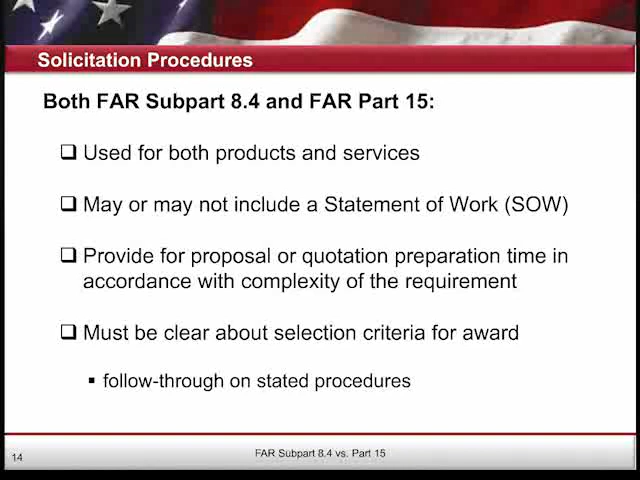 Solicitation Procedures
Both FAR Subpart 8.4 and FAR Part 15:
Used for both products and services
May or may not include a Statement of Work (SOW)
Provide for proposal or quotation preparation time in
accordance with complexity of the requirement
Must be clear about selection criteria for award
follow-through on stated procedures
14
FAR Subpart 8.4 vs. Part 15